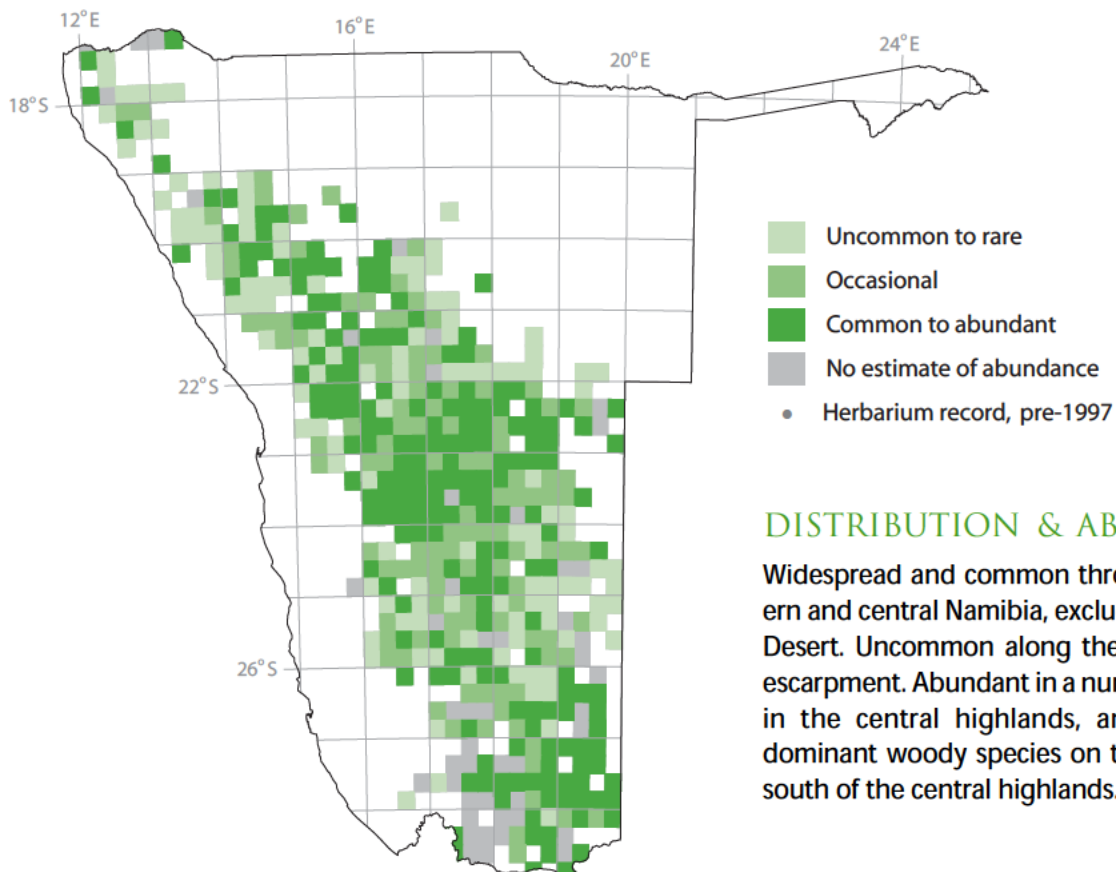 12°E
16°E
20°E
24°E
18°S
22°S
26°S
Uncommon to rare
Occasional
Common to abundant
No estimate of abundance
Herbarium record, pre-1997
DISTRIBUTION & AB
Widespread and common thr
ern and central Namibia, exclu
Desert. Uncommon along the
escarpment. Abundant in a nu
in the central highlands, a
dominant woody species on t
south of the central highlands.